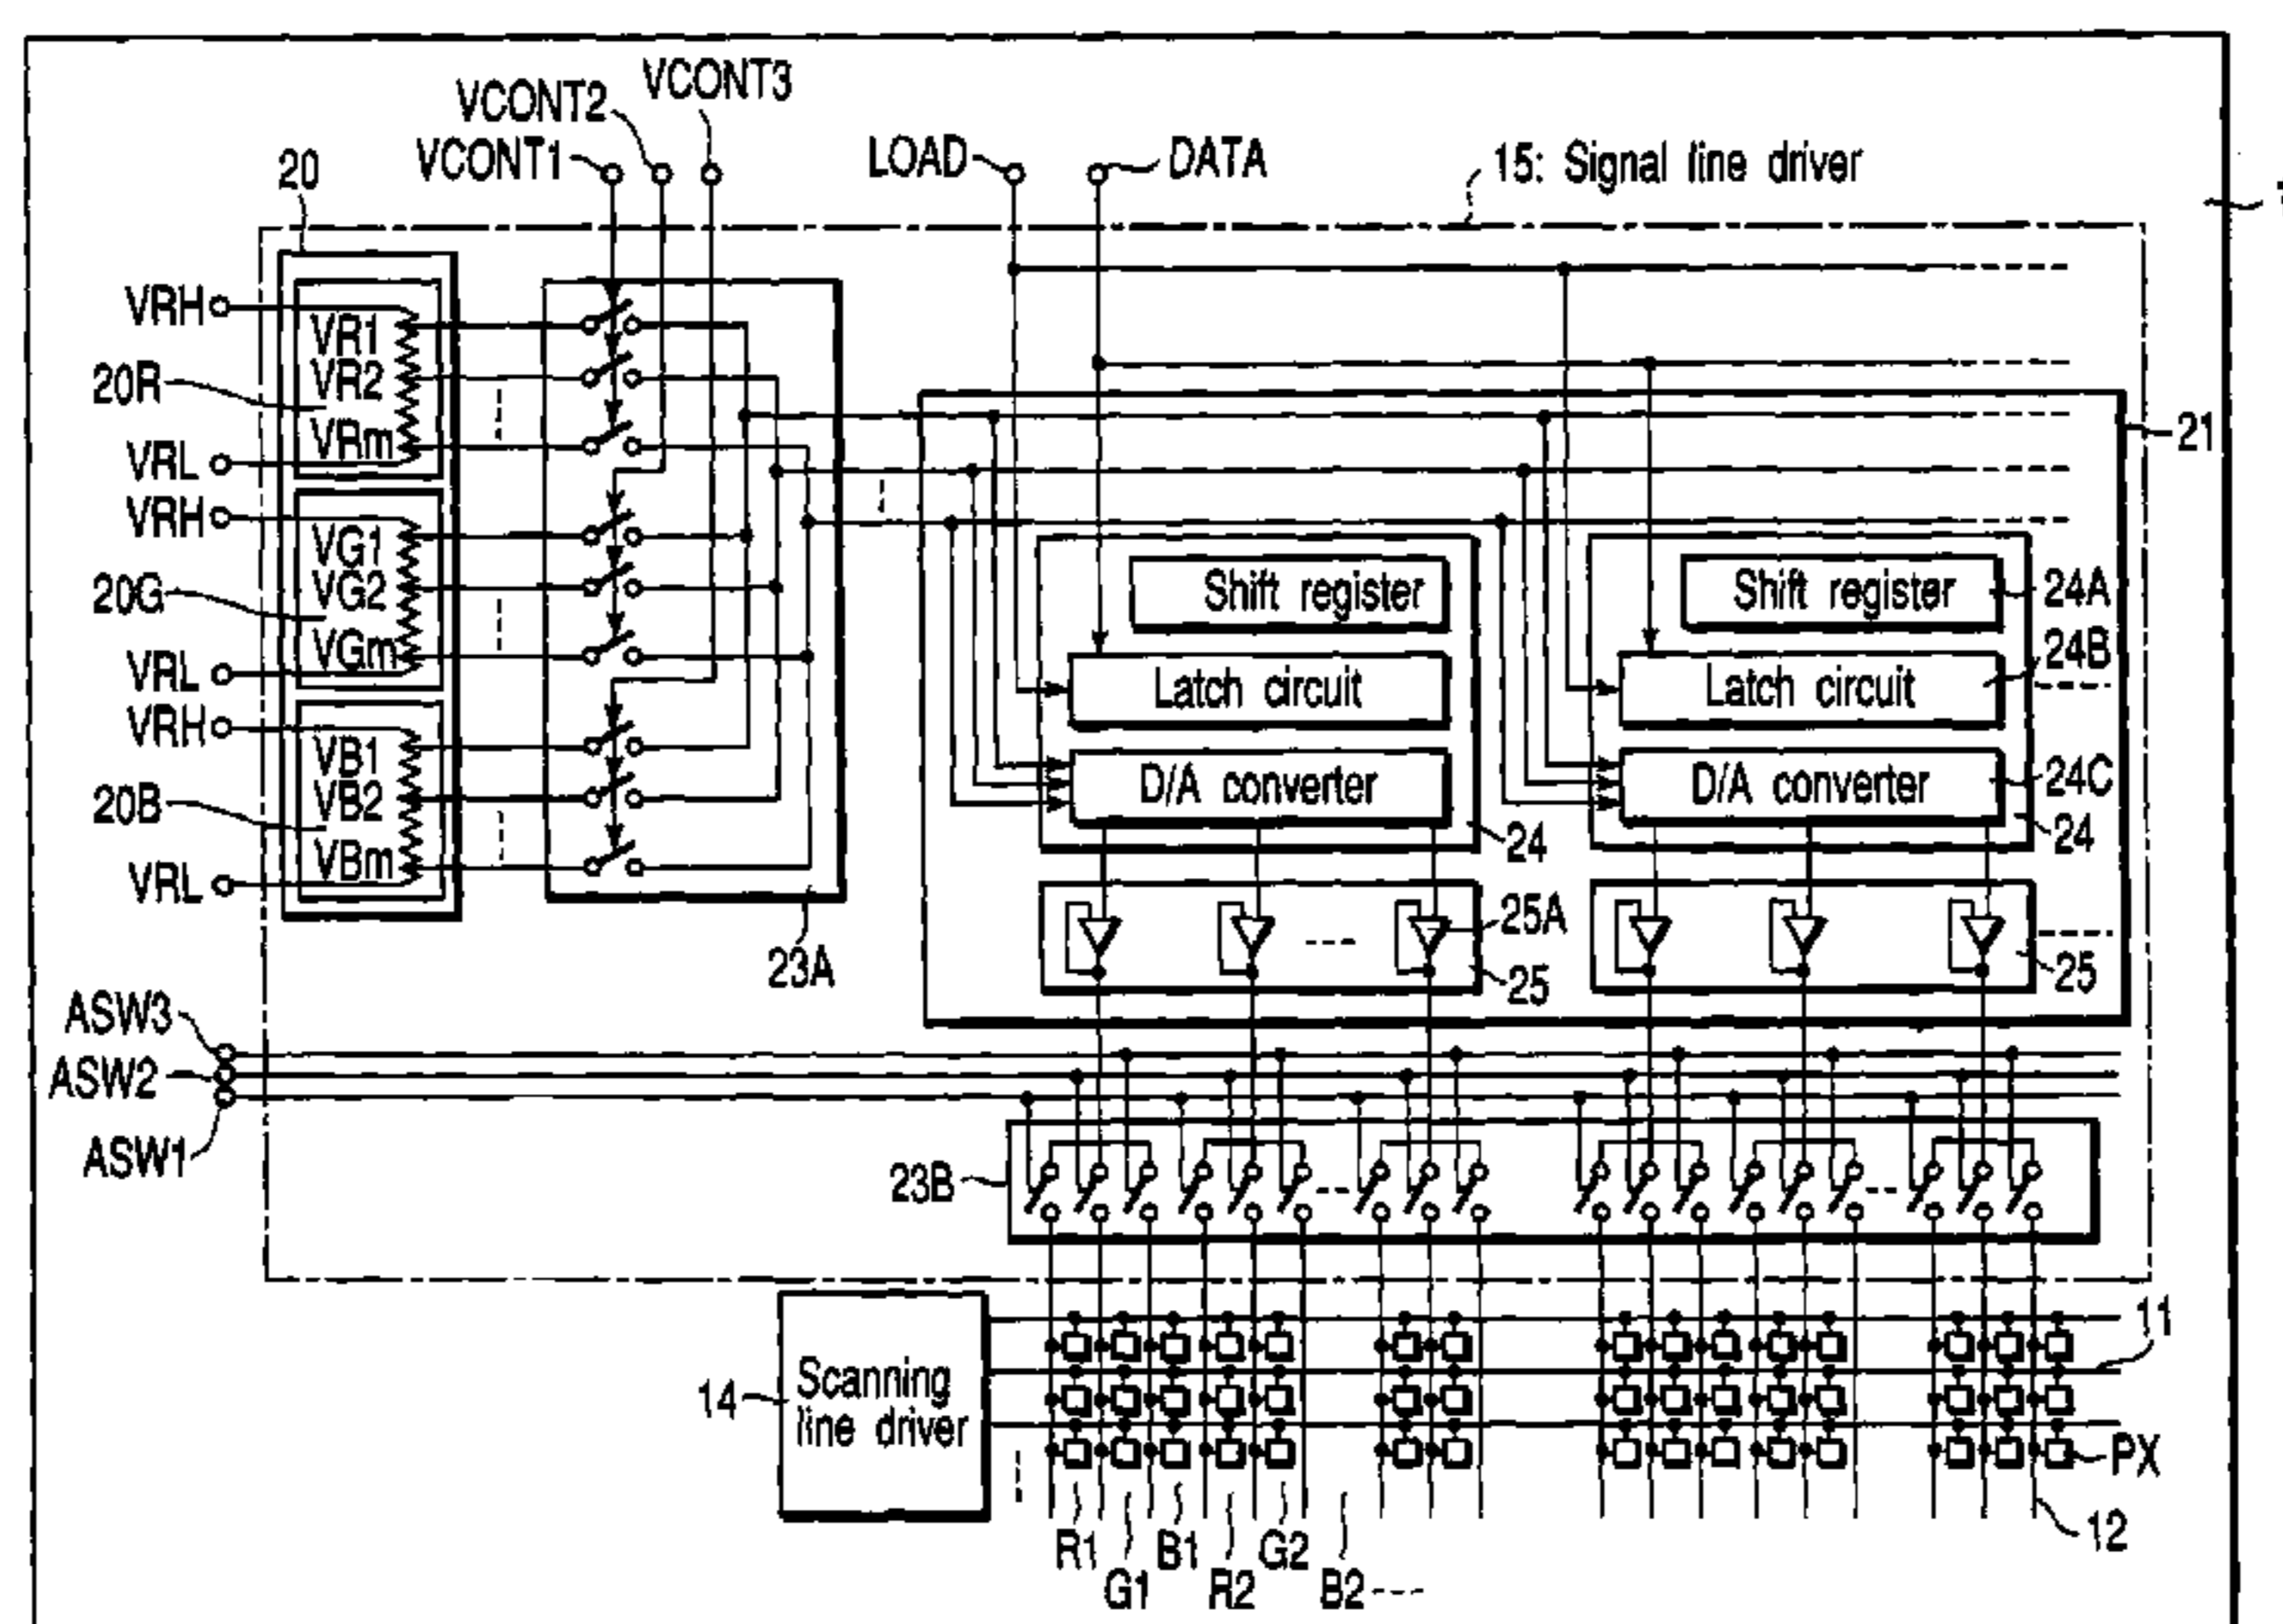 VCONT3
VCONT2
VCONT1
LOAD
DATA
15: Signal line driver
20
VRH
VR1
VR2
20R
VRm
VRL
21
VRH
VG1
VG2
20G
VGm
VRL
VRH
VB1
VB2
20B
VBm
VRL
23A
Shift register
Shift register
24A
24B
Latch circuit
Latch circuit
D/A converter
D/A converter
24C
24
24
25A
25
25
ASW3
ASW2
ASW1
23B
11
14
Scanning
line driver
PX
12
R1
B1
G2
G1
R2
B2